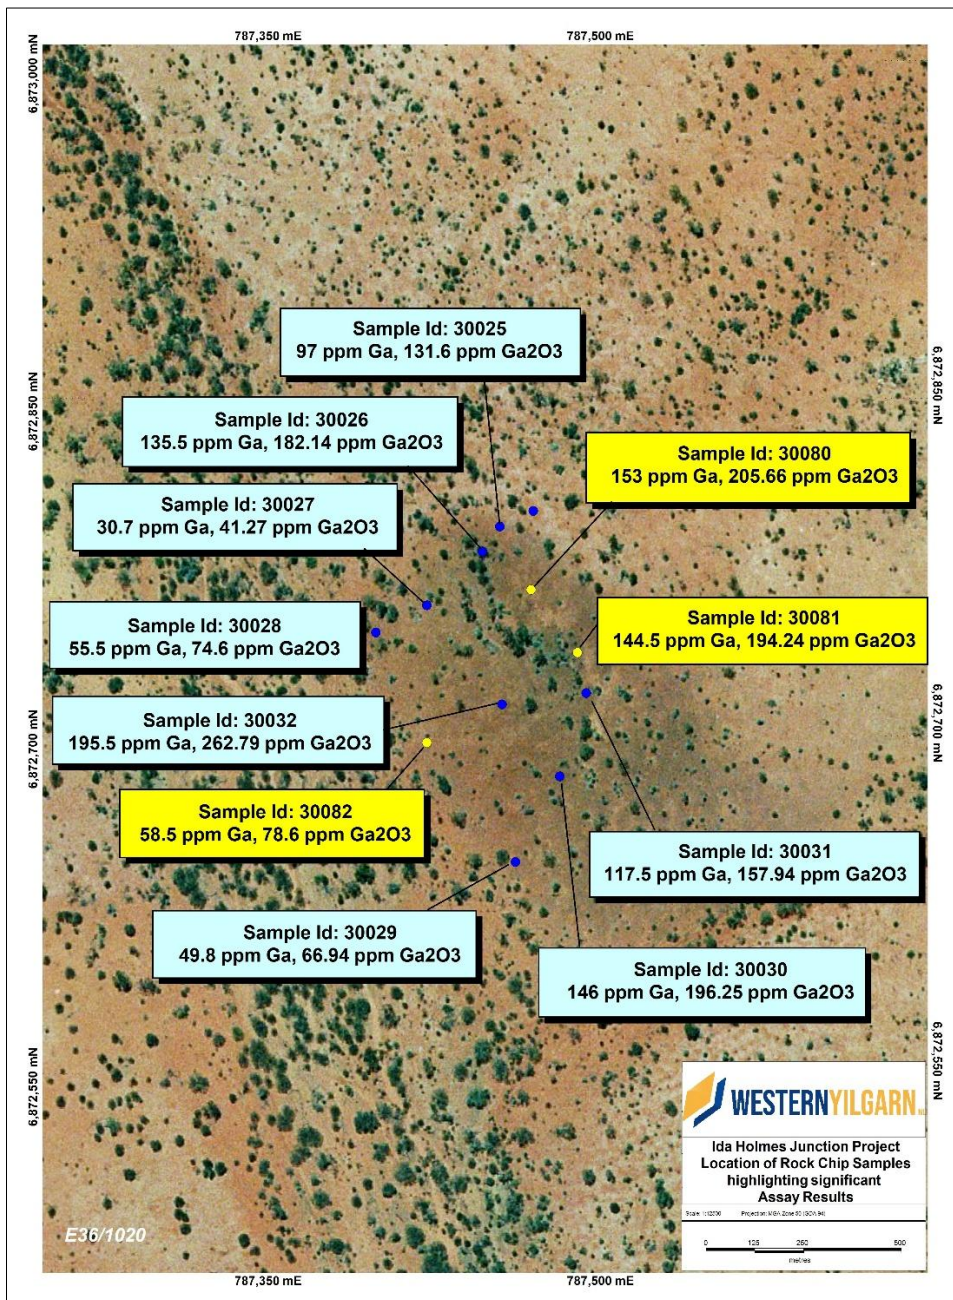 787,350 mE
787,500 mE
6,873,000 mN
Sample Id: 30025
97 ppm Ga, 131.6 ppm Ga2O3
6,872,850 mN
6,872,850 mN
Sample Id: 30026
135.5 ppm Ga, 182.14 ppm Ga2O3
Sample Id: 30080
153 ppm Ga, 205.66 ppm Ga2O3
Sample Id: 30027
30.7 ppm Ga, 41.27 ppm Ga2O3
Sample Id: 30028
55.5 ppm Ga, 74.6 ppm Ga2O3
Sample Id: 30081
144.5 ppm Ga, 194.24 ppm Ga2O3
Sample Id: 30032
195.5 ppm Ga, 262.79 ppm Ga2O3
6,872,700 mN
6,872,700 mN
Sample Id: 30082
58.5 ppm Ga, 78.6 ppm Ga2O3
Sample Id: 30031
117.5 ppm Ga, 157.94 ppm Ga2O3
Sample Id: 30029
49.8 ppm Ga, 66.94 ppm Ga2O3
Sample Id: 30030
146 ppm Ga, 196.25 ppm Ga2O3
6,872,550 mN
6,872,550 mN
WESTERNYILGARN
Ida Holmes Junction Project
Location of Rock Chip Samples
highlighting significant
Assay Results
Projection: MGA Zone 50 (GDA 94)
0 125 250 500
metres
E36/1020
787,350 mE
787,500 mE